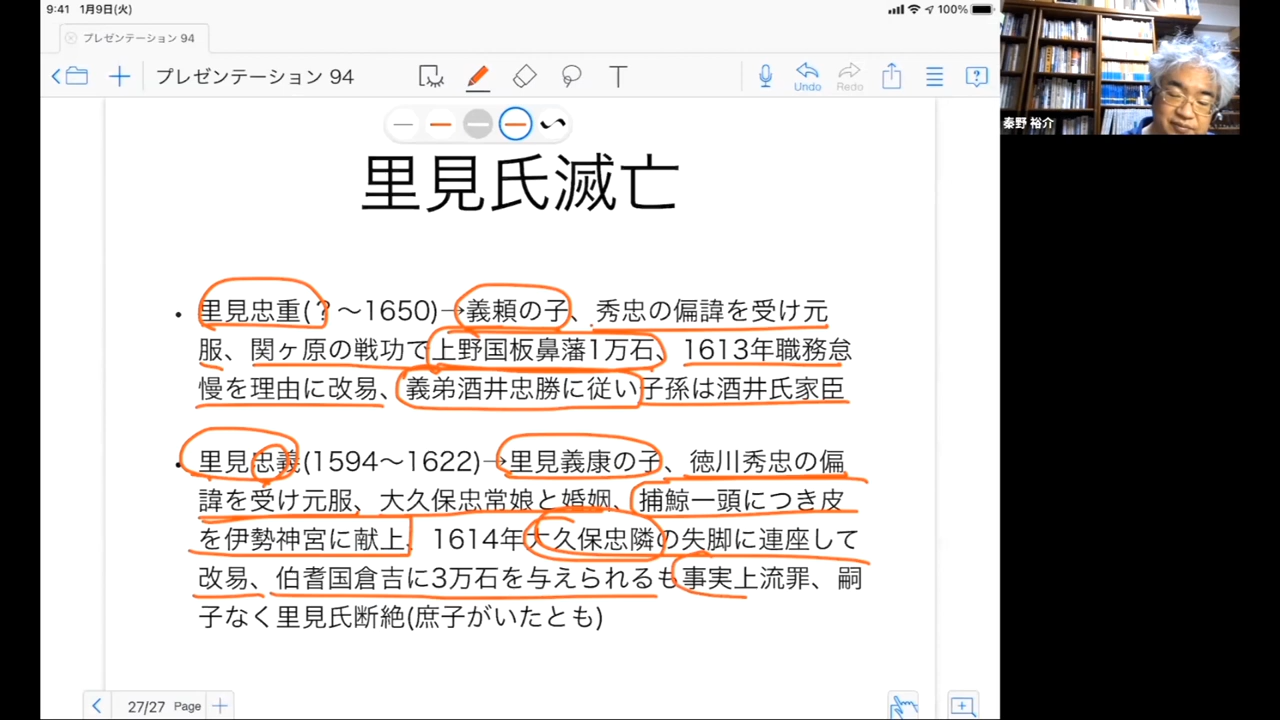 9:41 1月9日(火)
100%
プレゼンテーション 94
プレゼンテーション 94
T
Undo
Redo
秦野 裕介
里見氏滅亡
• 里見忠重(?〜1650)→義頼の子、秀忠の偏諱を受け元
服、関ヶ原の戦功で上野国板鼻藩1万石、1613年職務怠
慢を理由に改易、義弟酒井忠勝に従い子孫は酒井氏家臣
• 里見忠義(1594〜1622)→里見義康の子、徳川秀忠の偏
諱を受け元服、大久保忠常娘と婚姻、捕鯨一頭につき皮
を伊勢神宮に献上、1614年大久保忠隣の失脚に連座して
改易、伯耆国倉吉に3万石を与えられるも事実上流罪、嗣
子なく里見氏断絶(庶子がいたとも)
27/27 Page